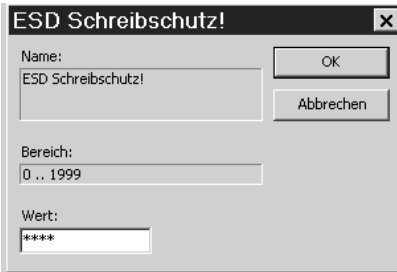 ESD Schreibschutz!
Name:
ESD Schreibschutz!
OK
Abbrechen
Bereich:
0 .. 1999
Wert:
****